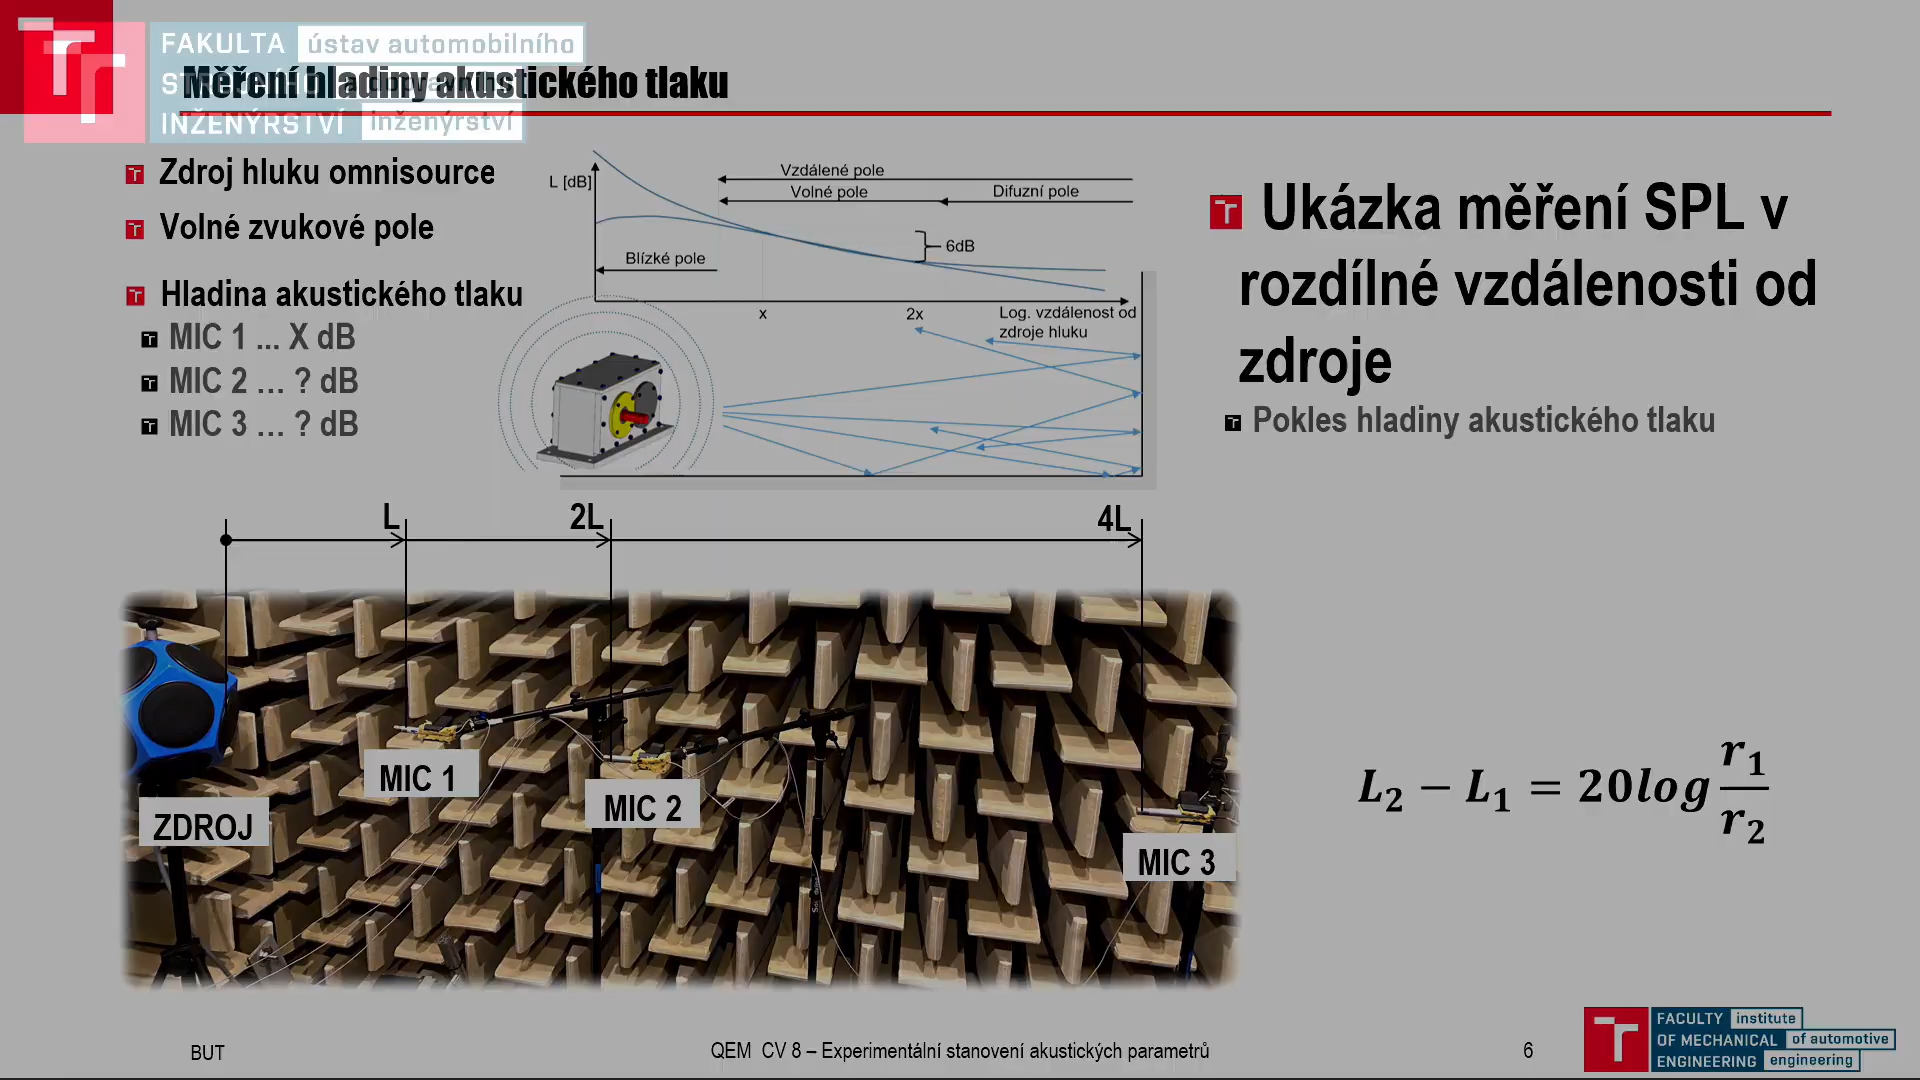 FAKULTA ústav automobilního
STROJNÍHO a dopravního
INŽENÝRSTVÍ inženýrství
Měření hladiny akustického tlaku
Zdroj hluku omnisource
Volné zvukové pole
Hladina akustického tlaku
MIC 1 ... X dB
MIC 2 ... ? dB
MIC 3 ... ? dB
L [dB]
Vzdálené pole
Volné pole
Difuzní pole
Blízké pole
6dB
x
2x
Log. vzdálenost od
zdroje hluku
Ukázka měření SPL v
rozdílné vzdálenosti od
zdroje
Pokles hladiny akustického tlaku
L
2L
4L
ZDROJ
MIC 1
MIC 2
MIC 3
L₂ − L₁ = 20log r₁/r₂
BUT
QEM CV 8 – Experimentální stanovení akustických parametrů
6
FACULTY institute
OF MECHANICAL of automotive
ENGINEERING engineering